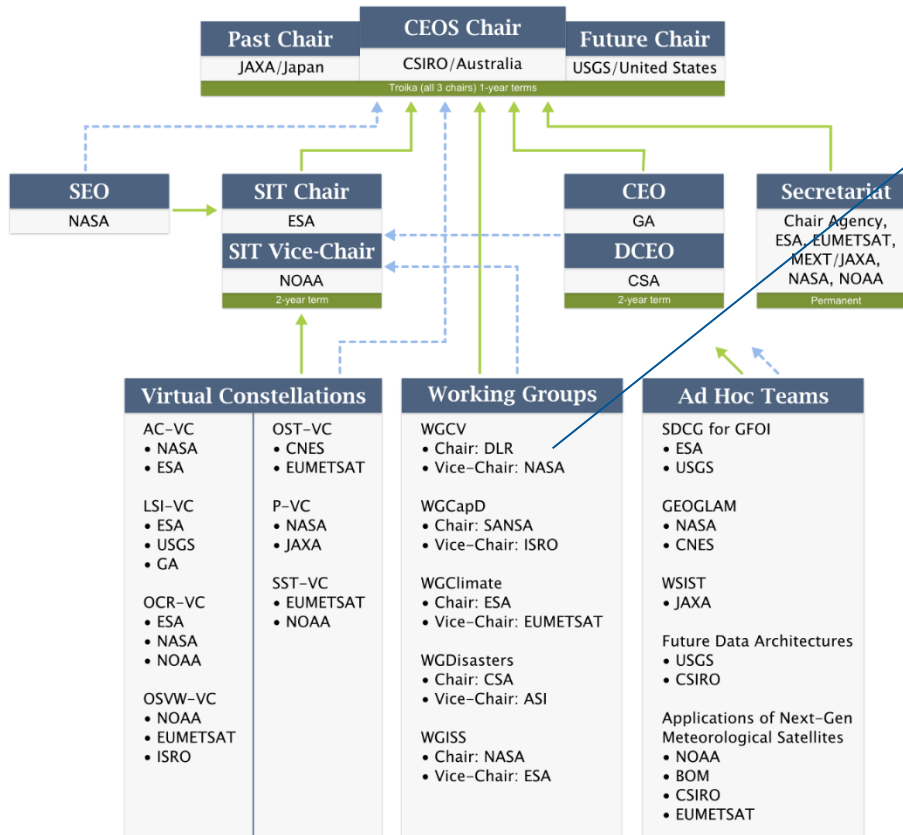 Past Chair
JAXA/Japan
CEOS Chair
CSIRO/Australia
Future Chair
USGS/United States
Troika (all 3 chairs) 1-year terms
SEO
NASA
SIT Chair
ESA
SIT Vice-Chair
NOAA
2-year term
CEO
GA
DCEO
CSA
2-year term
Secretariat
Chair Agency,
ESA, EUMETSAT,
MEXT/JAXA,
NASA, NOAA
Permanent
Virtual Constellations
AC-VC
• NASA
• ESA
LSI-VC
• ESA
• USGS
• GA
OCR-VC
• ESA
• NASA
• NOAA
OSVW-VC
• NOAA
• EUMETSAT
• ISRO
OST-VC
• CNES
• EUMETSAT
P-VC
• NASA
• JAXA
SST-VC
• EUMETSAT
• NOAA
Working Groups
WGCV
• Chair: DLR
• Vice-Chair: NASA
WGCapD
• Chair: SANSA
• Vice-Chair: ISRO
WGClimate
• Chair: ESA
• Vice-Chair: EUMETSAT
WGDisasters
• Chair: CSA
• Vice-Chair: ASI
WGISS
• Chair: NASA
• Vice-Chair: ESA
Ad Hoc Teams
SDCG for GFOI
• ESA
• USGS
GEOGLAM
• NASA
• CNES
WSIST
• JAXA
Future Data Architectures
• USGS
• CSIRO
Applications of Next-Gen
Meteorological Satellites
• NOAA
• BOM
• CSIRO
• EUMETSAT